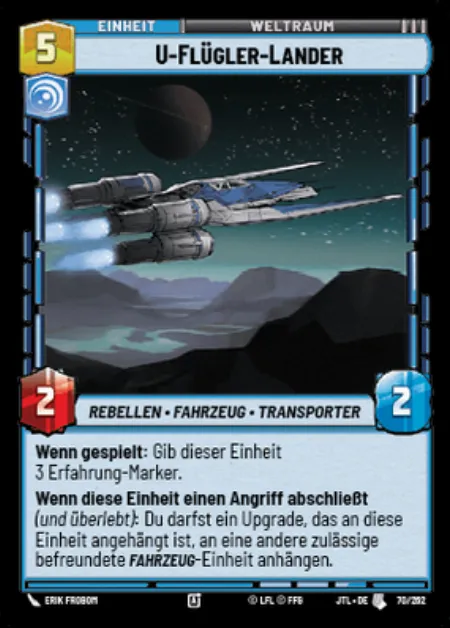 EINHEIT
WELTRAUM
5
U-FLÜGLER-LANDER
2
REBELLEN • FAHRZEUG • TRANSPORTER
2
Wenn gespielt: Gib dieser Einheit
3 Erfahrung-Marker.
Wenn diese Einheit einen Angriff abschließt
(und überlebt): Du darfst ein Upgrade, das an diese
Einheit angehängt ist, an eine andere zulässige
befreundete FAHRZEUG-Einheit anhängen.
ERIK FROBOM
© LFL © FFG
JTL • DE
70/262